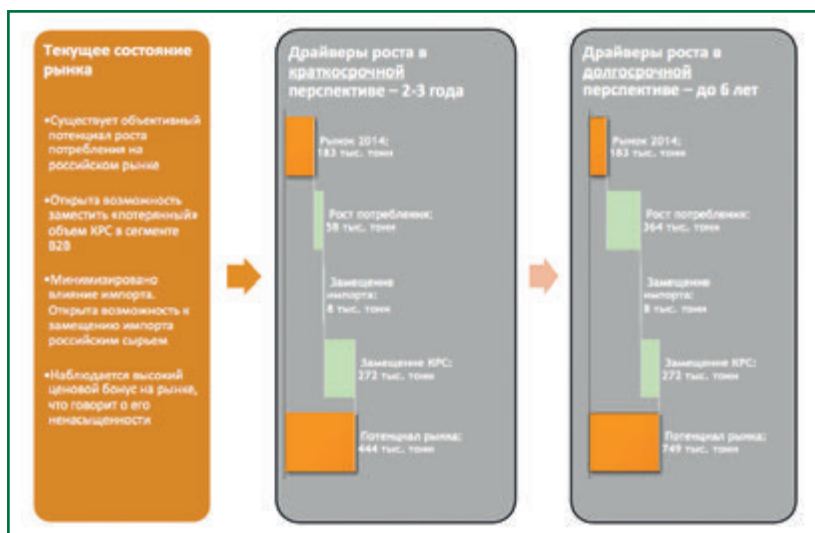 Текущее состояние
рынка
•Существует объективный
потенциал роста
потребления на
российском рынке
•Открыта возможность
заместить «потерянный»
объем КРС в сегменте
B2B
•Минимизировано
влияние импорта.
Открыта возможность к
замещению импорта
российским сырьем
•Наблюдается высокий
ценовой бонус на рынке,
что говорит о его
ненасыщенности
Драйверы роста в
краткосрочной
перспективе – 2-3 года
Рынок 2014:
183 тыс. тонн
Рост потребления:
58 тыс. тонн
Замещение
импорта:
8 тыс. тонн
Замещение КРС:
272 тыс. тонн
Потенциал рынка:
444 тыс. тонн
Драйверы роста в
долгосрочной
перспективе – до 6 лет
Рынок 2014:
183 тыс. тонн
Рост потребления:
364 тыс. тонн
Замещение
импорта:
8 тыс. тонн
Замещение КРС:
272 тыс. тонн
Потенциал рынка:
749 тыс. тонн